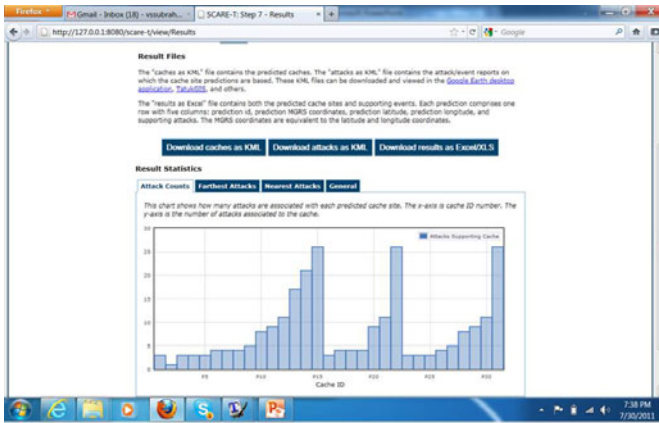 Firefox
Gmail - Inbox (18) - vssubrah...
SCARE-T: Step 7 - Results
http://127.0.0.1:8080/scare-t/view/Results
Google
Result Files
The "caches as KML" file contains the predicted caches. The "attacks as KML" file contains the attack/event reports on
which the cache site predictions are based. These KML files can be downloaded and viewed in the Google Earth desktop
application, TatukGIS, and others.
The "results as Excel" file contains both the predicted cache sites and supporting events. Each prediction comprises one
row with five columns: prediction id, prediction MGRS coordinates, prediction latitude, prediction longitude, and
supporting attacks. The MGRS coordinates are equivalent to the latitude and longitude coordinates.
Download caches as KML Download attacks as KML Download results as Excel/XLS
Result Statistics
Attack Counts Farthest Attacks Nearest Attacks General
This chart shows how many attacks are associated with each predicted cache site. The x-axis is cache ID number. The
y-axis is the number of attacks associated to the cache.
Attacks Supporting Cache
30
25
20
15
10
5
0
#5 #10 #15 #20 #25 #30
Cache ID
7:38 PM
7/30/2011